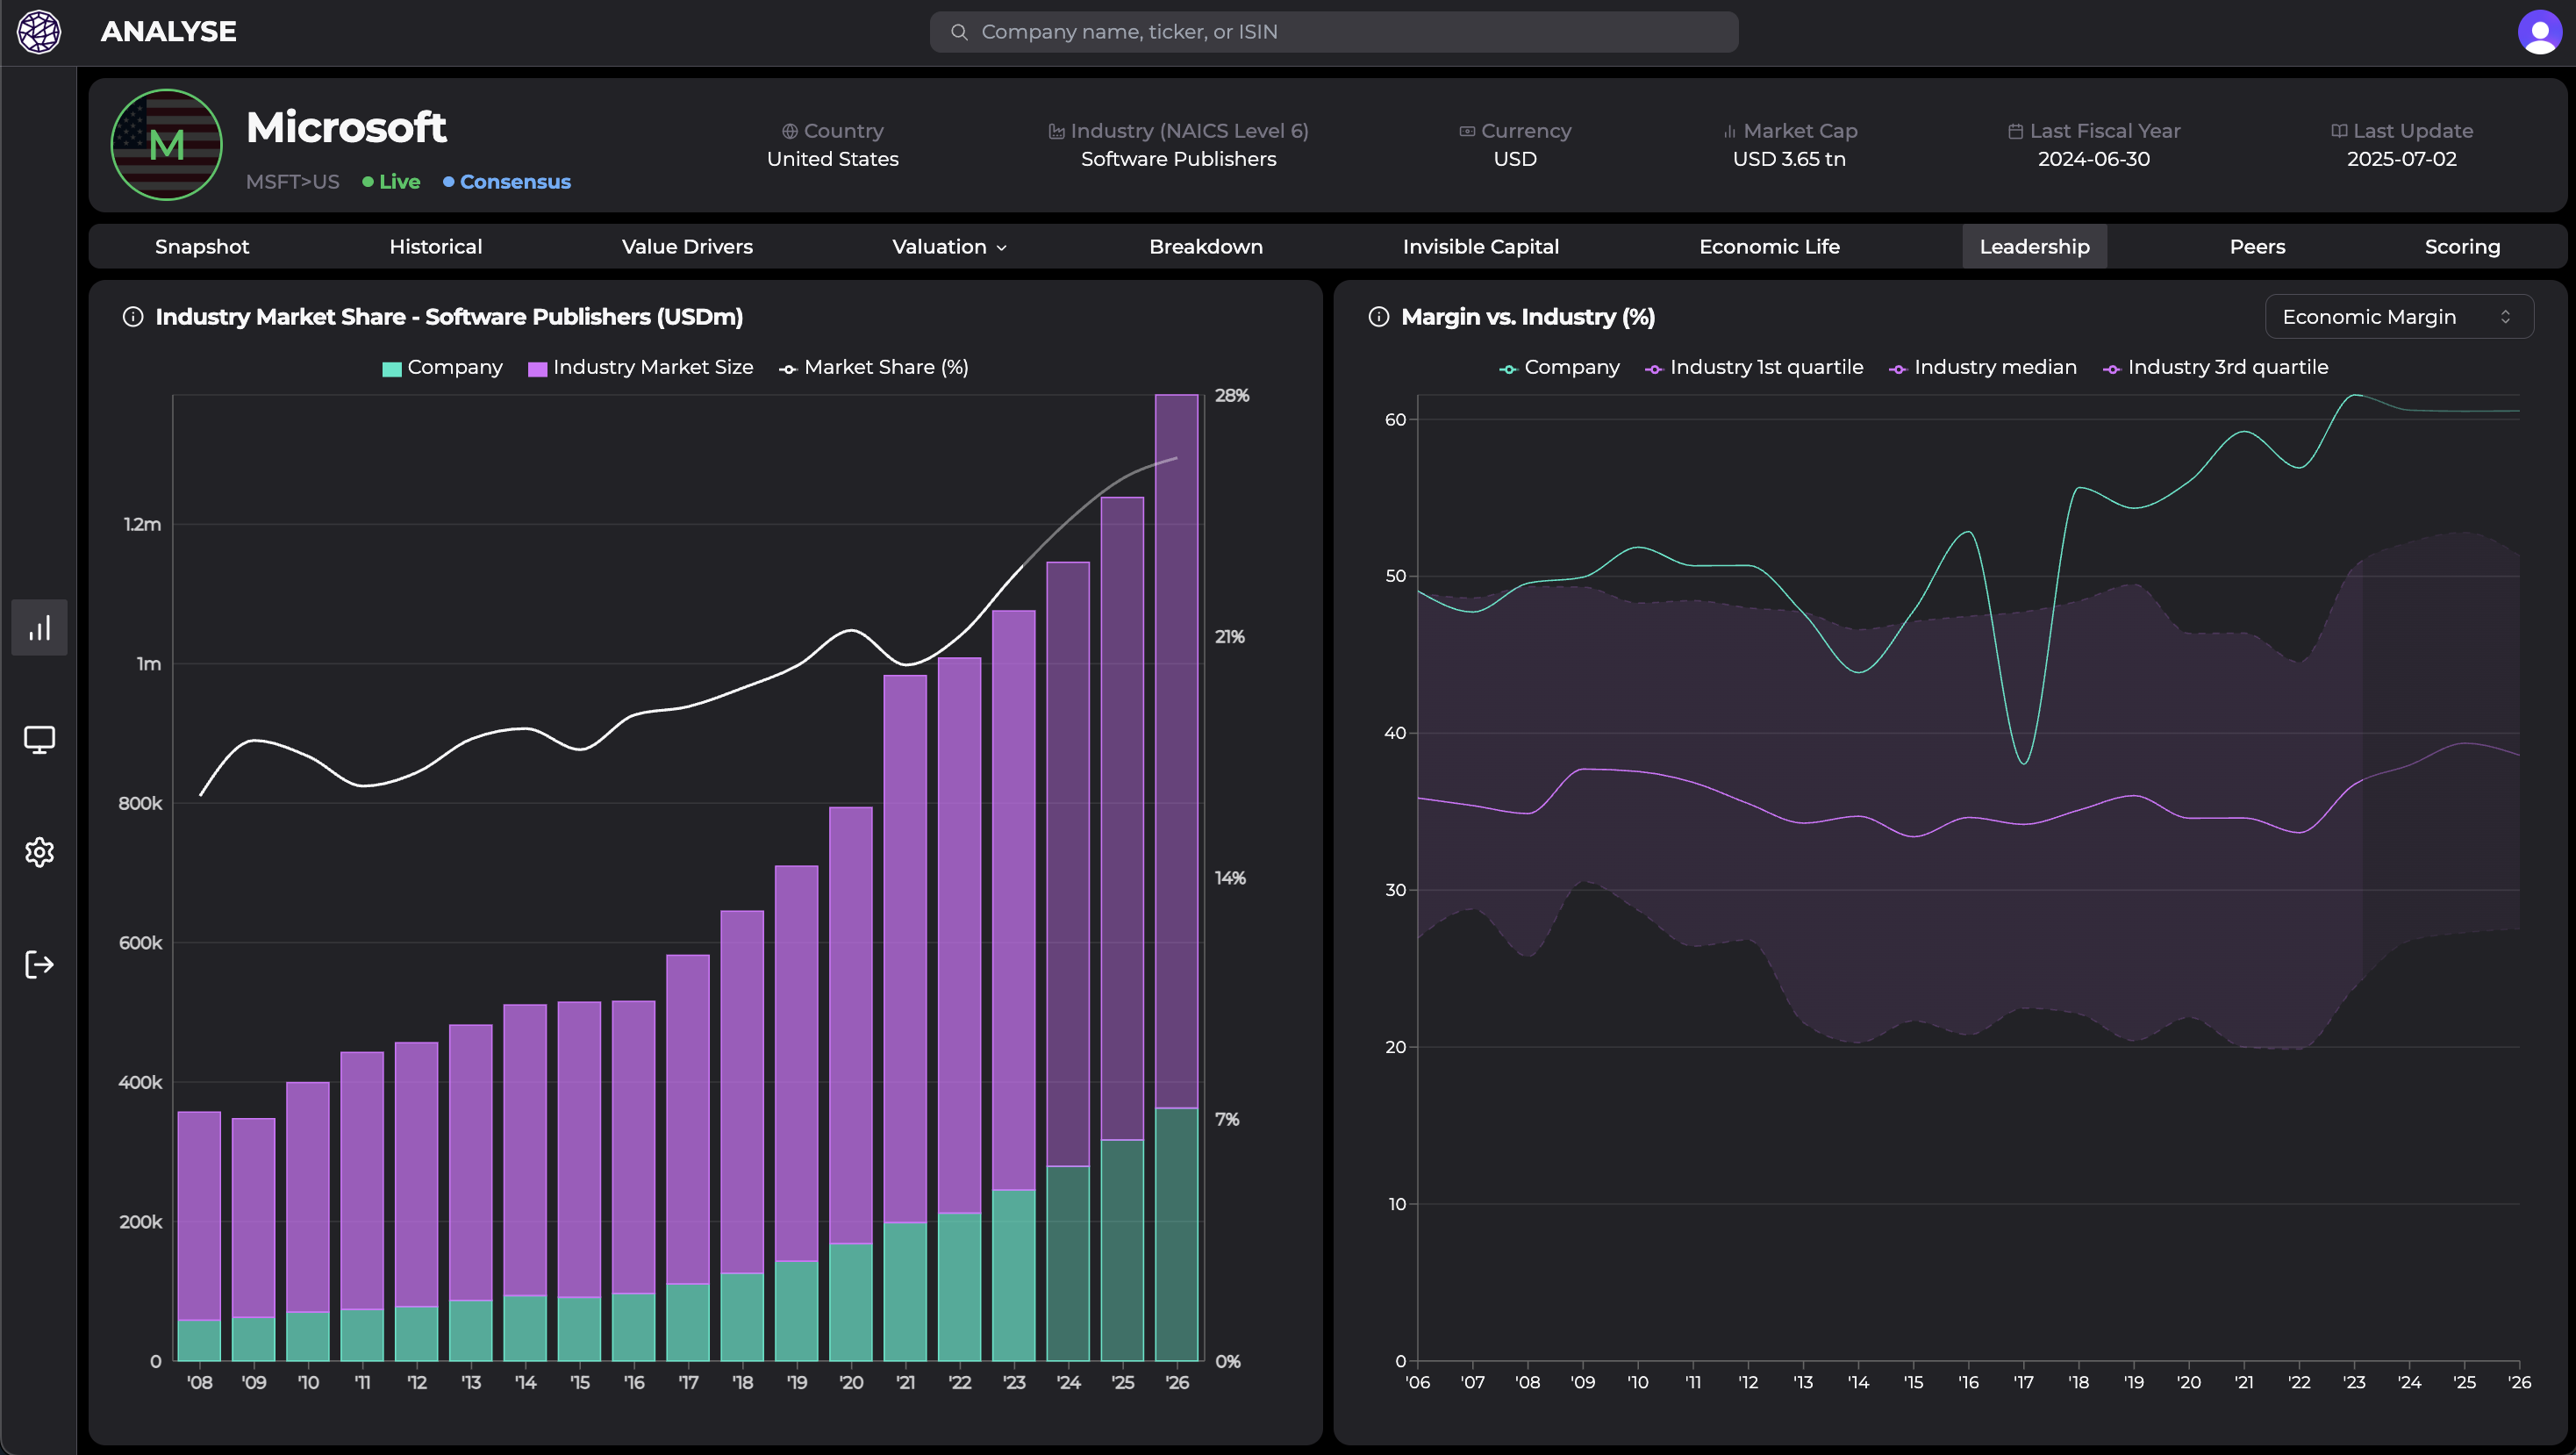 ANALYSE
Company name, ticker, or ISIN
M
Microsoft
MSFT>US Live Consensus
Country
United States
Industry (NAICS Level 6)
Software Publishers
Currency
USD
Market Cap
USD 3.65 tn
Last Fiscal Year
2024-06-30
Last Update
2025-07-02
Snapshot Historical Value Drivers Valuation Breakdown Invisible Capital Economic Life Leadership Peers Scoring
Industry Market Share - Software Publishers (USDm)
Company Industry Market Size Market Share (%)
28%
1.2m
21%
1m
800k
14%
600k
400k
7%
200k
0
0%
'08 '09 '10 '11 '12 '13 '14 '15 '16 '17 '18 '19 '20 '21 '22 '23 '24 '25 '26
Margin vs. Industry (%)
Economic Margin
Company Industry 1st quartile Industry median Industry 3rd quartile
60
50
40
30
20
10
0
'06 '07 '08 '09 '10 '11 '12 '13 '14 '15 '16 '17 '18 '19 '20 '21 '22 '23 '24 '25 '26